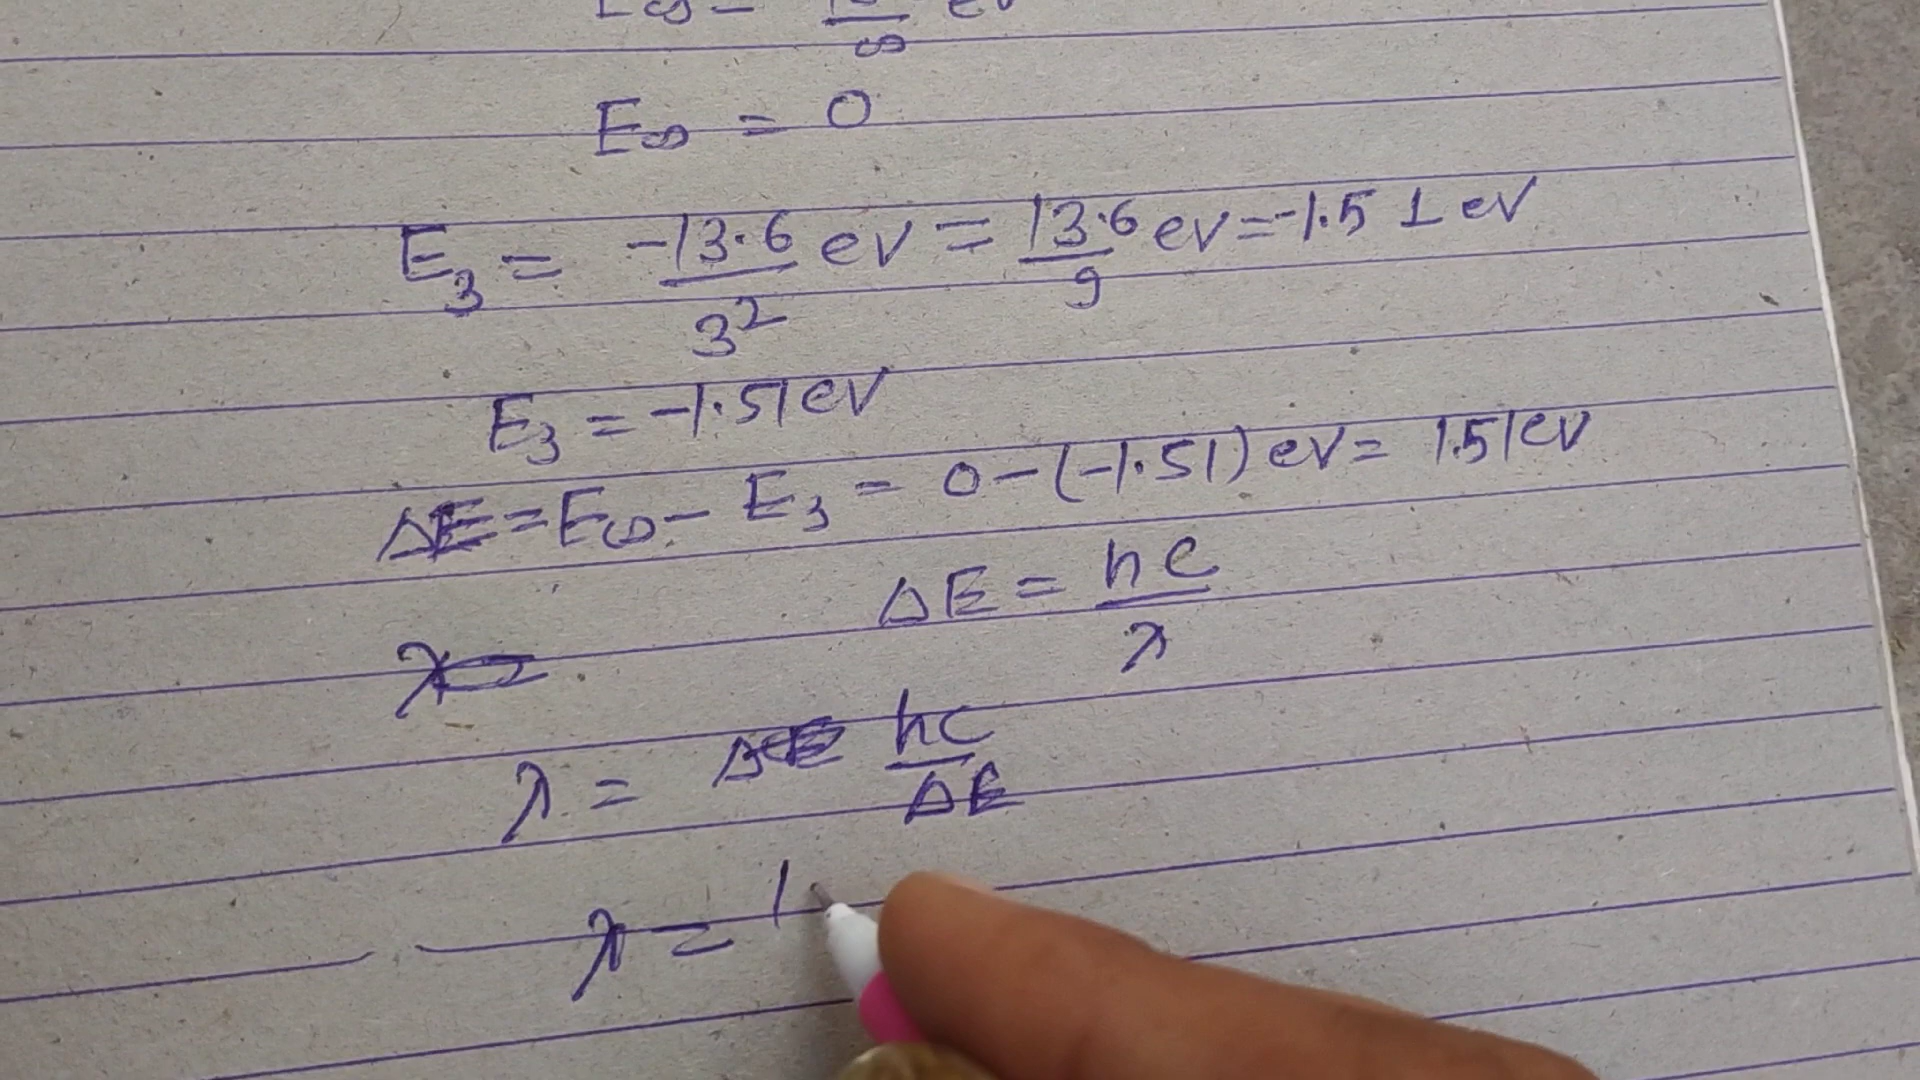 E∞ = 0
E₃ = -13.6/3² eV = 13.6/9 eV = -1.51 eV
E₃ = -1.51 eV
ΔE = E∞ - E₃ = 0 - (-1.51) eV = 1.51 eV
ΔE = hc/λ
λ = hc/ΔE
λ = 1